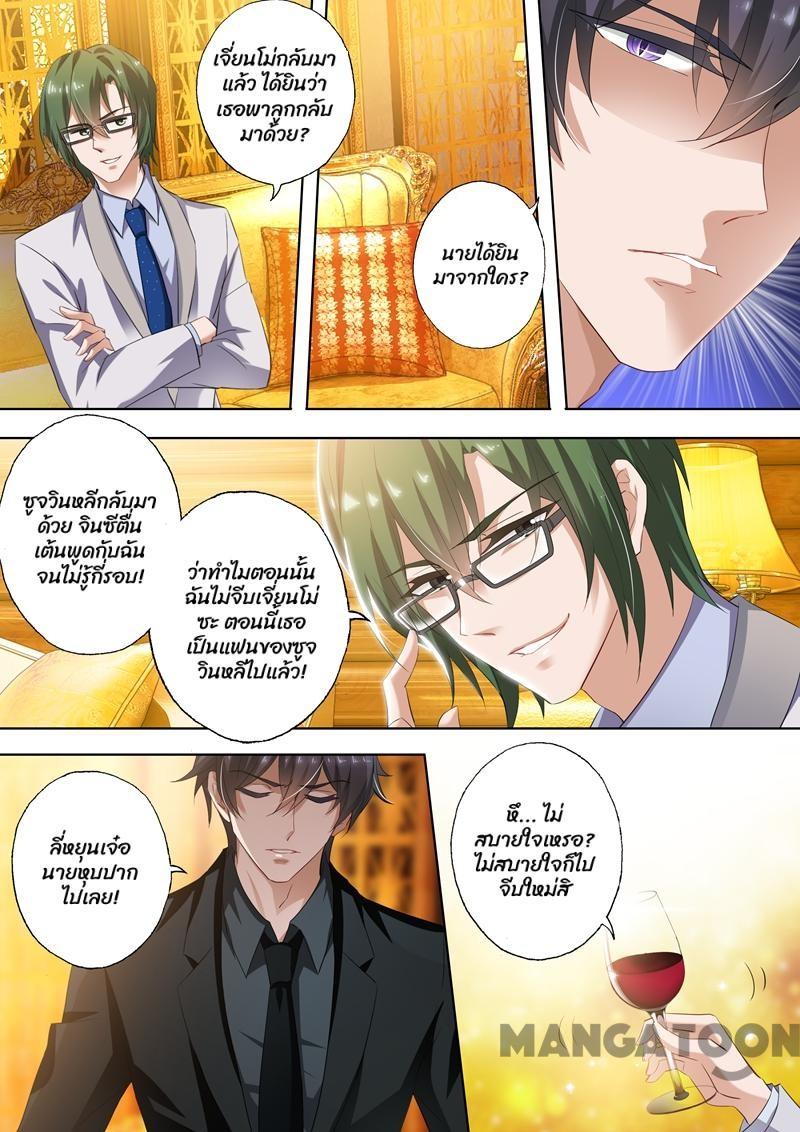 เจี่ยนโม่กลับมา
แล้ว ได้ยินว่า
เธอพาลูกกลับ
มาด้วย?
นายได้ยิน
มาจากใคร?
ซูจวินหลีกลับมา
ด้วย จินซีตื่น
เต้นพูดกับฉัน
จนไม่รู้กี่รอบ!
ว่าทำไมตอนนั้น
ฉันไม่จีบเจี่ยนโม่
ซะ ตอนนี้เธอ
เป็นแฟนของซูจ
วินหลีไปแล้ว!
ลี่หยุนเจ๋อ
นายหุบปาก
ไปเลย!
หึ... ไม่
สบายใจเหรอ?
ไม่สบายใจก็ไป
จีบใหม่สิ
MANGATOON